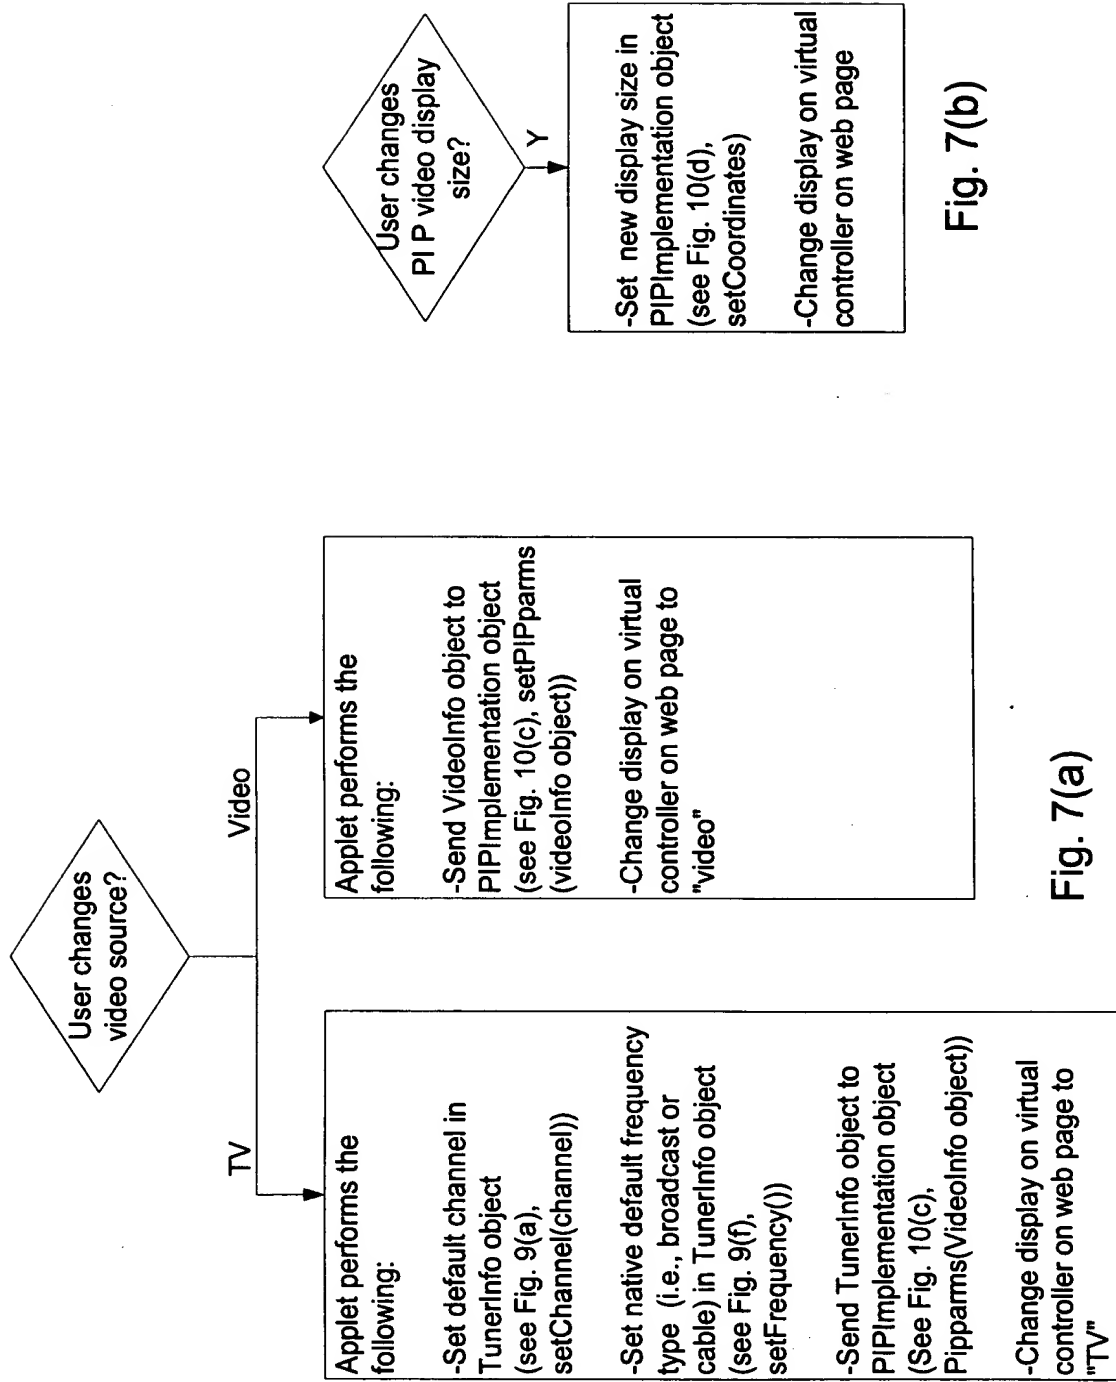 User changes
video source?
TV
Video
Applet performs the
following:
-Set default channel in
TunerInfo object
(see Fig. 9(a),
setChannel(channel))
-Set native default frequency
type (i.e., broadcast or
cable) in TunerInfo object
(see Fig. 9(f),
setFrequency())
-Send TunerInfo object to
PIPImplementation object
(See Fig. 10(c),
Pipparms(VideoInfo object))
-Change display on virtual
controller on web page to
"TV"
Applet performs the
following:
-Send VideoInfo object to
PIPImplementation object
(see Fig. 10(c), setPIPparms
(videoInfo object))
-Change display on virtual
controller on web page to
"video"
Fig. 7(a)
User changes
PI P video display
size?
Y
-Set new display size in
PIPImplementation object
(see Fig. 10(d),
setCoordinates)
-Change display on virtual
controller on web page
Fig. 7(b)